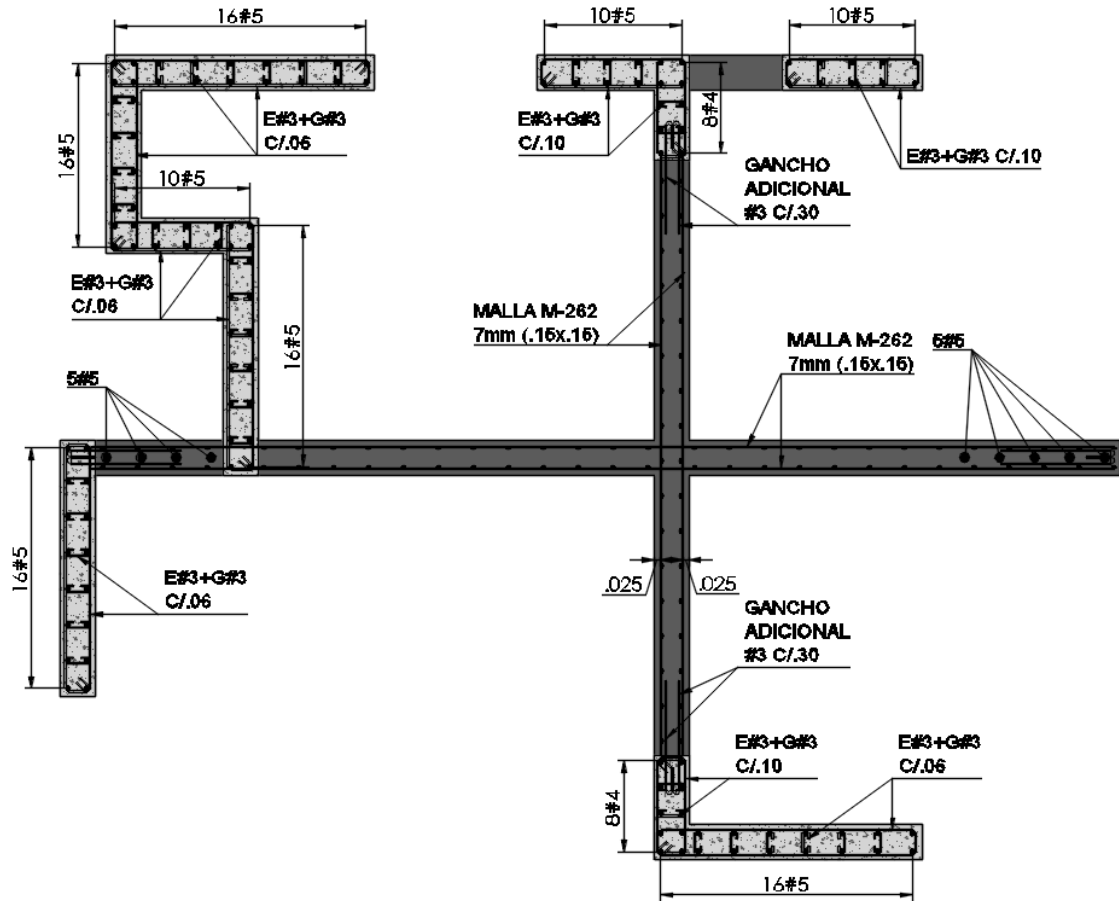 16#5
10#5
10#5
16#5
E#3+G#3
C/.06
E#3+G#3
C/.10
8#4
E#3+G#3 C/.10
10#5
GANCHO
ADICIONAL
#3 C/.30
E#3+G#3
C/.06
16#5
MALLA M-262
7mm (.15x.15)
MALLA M-262
7mm (.15x.15)
5#5
5#5
16#5
E#3+G#3
C/.06
.025
.025
GANCHO
ADICIONAL
#3 C/.30
E#3+G#3
C/.10
E#3+G#3
C/.06
8#4
16#5